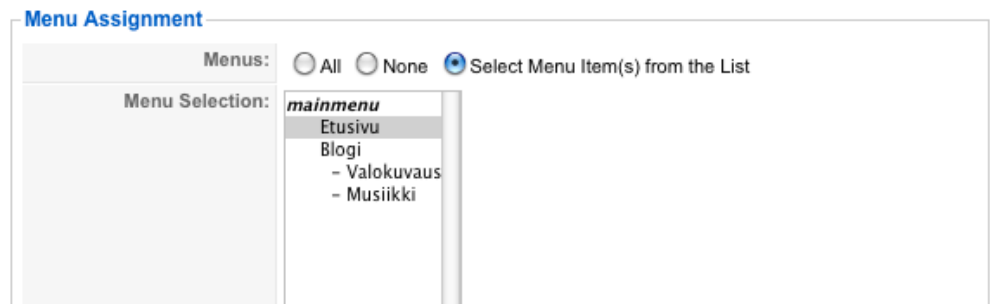 Menu Assignment
Menus: All None Select Menu Item(s) from the List
Menu Selection: mainmenu
Etusivu
Blogi
– Valokuvaus
– Musiikki